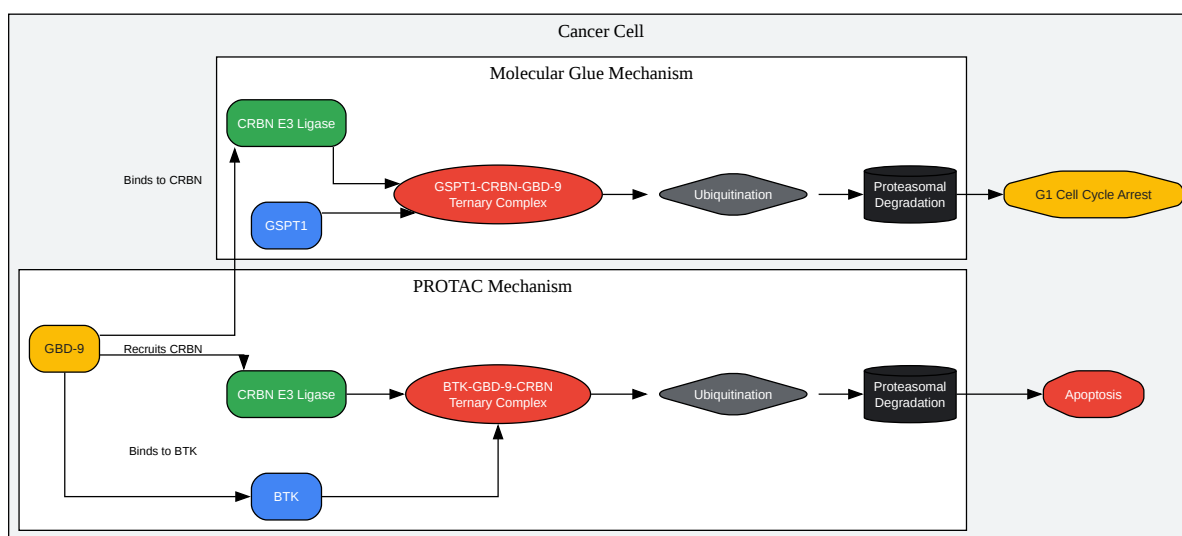 Cancer Cell
Molecular Glue Mechanism
CRBN E3 Ligase
Binds to CRBN
GSPT1-CRBN-GBD-9
Ternary Complex
Ubiquitination
Proteasomal
Degradation
G1 Cell Cycle Arrest
GSPT1
PROTAC Mechanism
GBD-9
Recruits CRBN
CRBN E3 Ligase
BTK-GBD-9-CRBN
Ternary Complex
Ubiquitination
Proteasomal
Degradation
Apoptosis
Binds to BTK
BTK